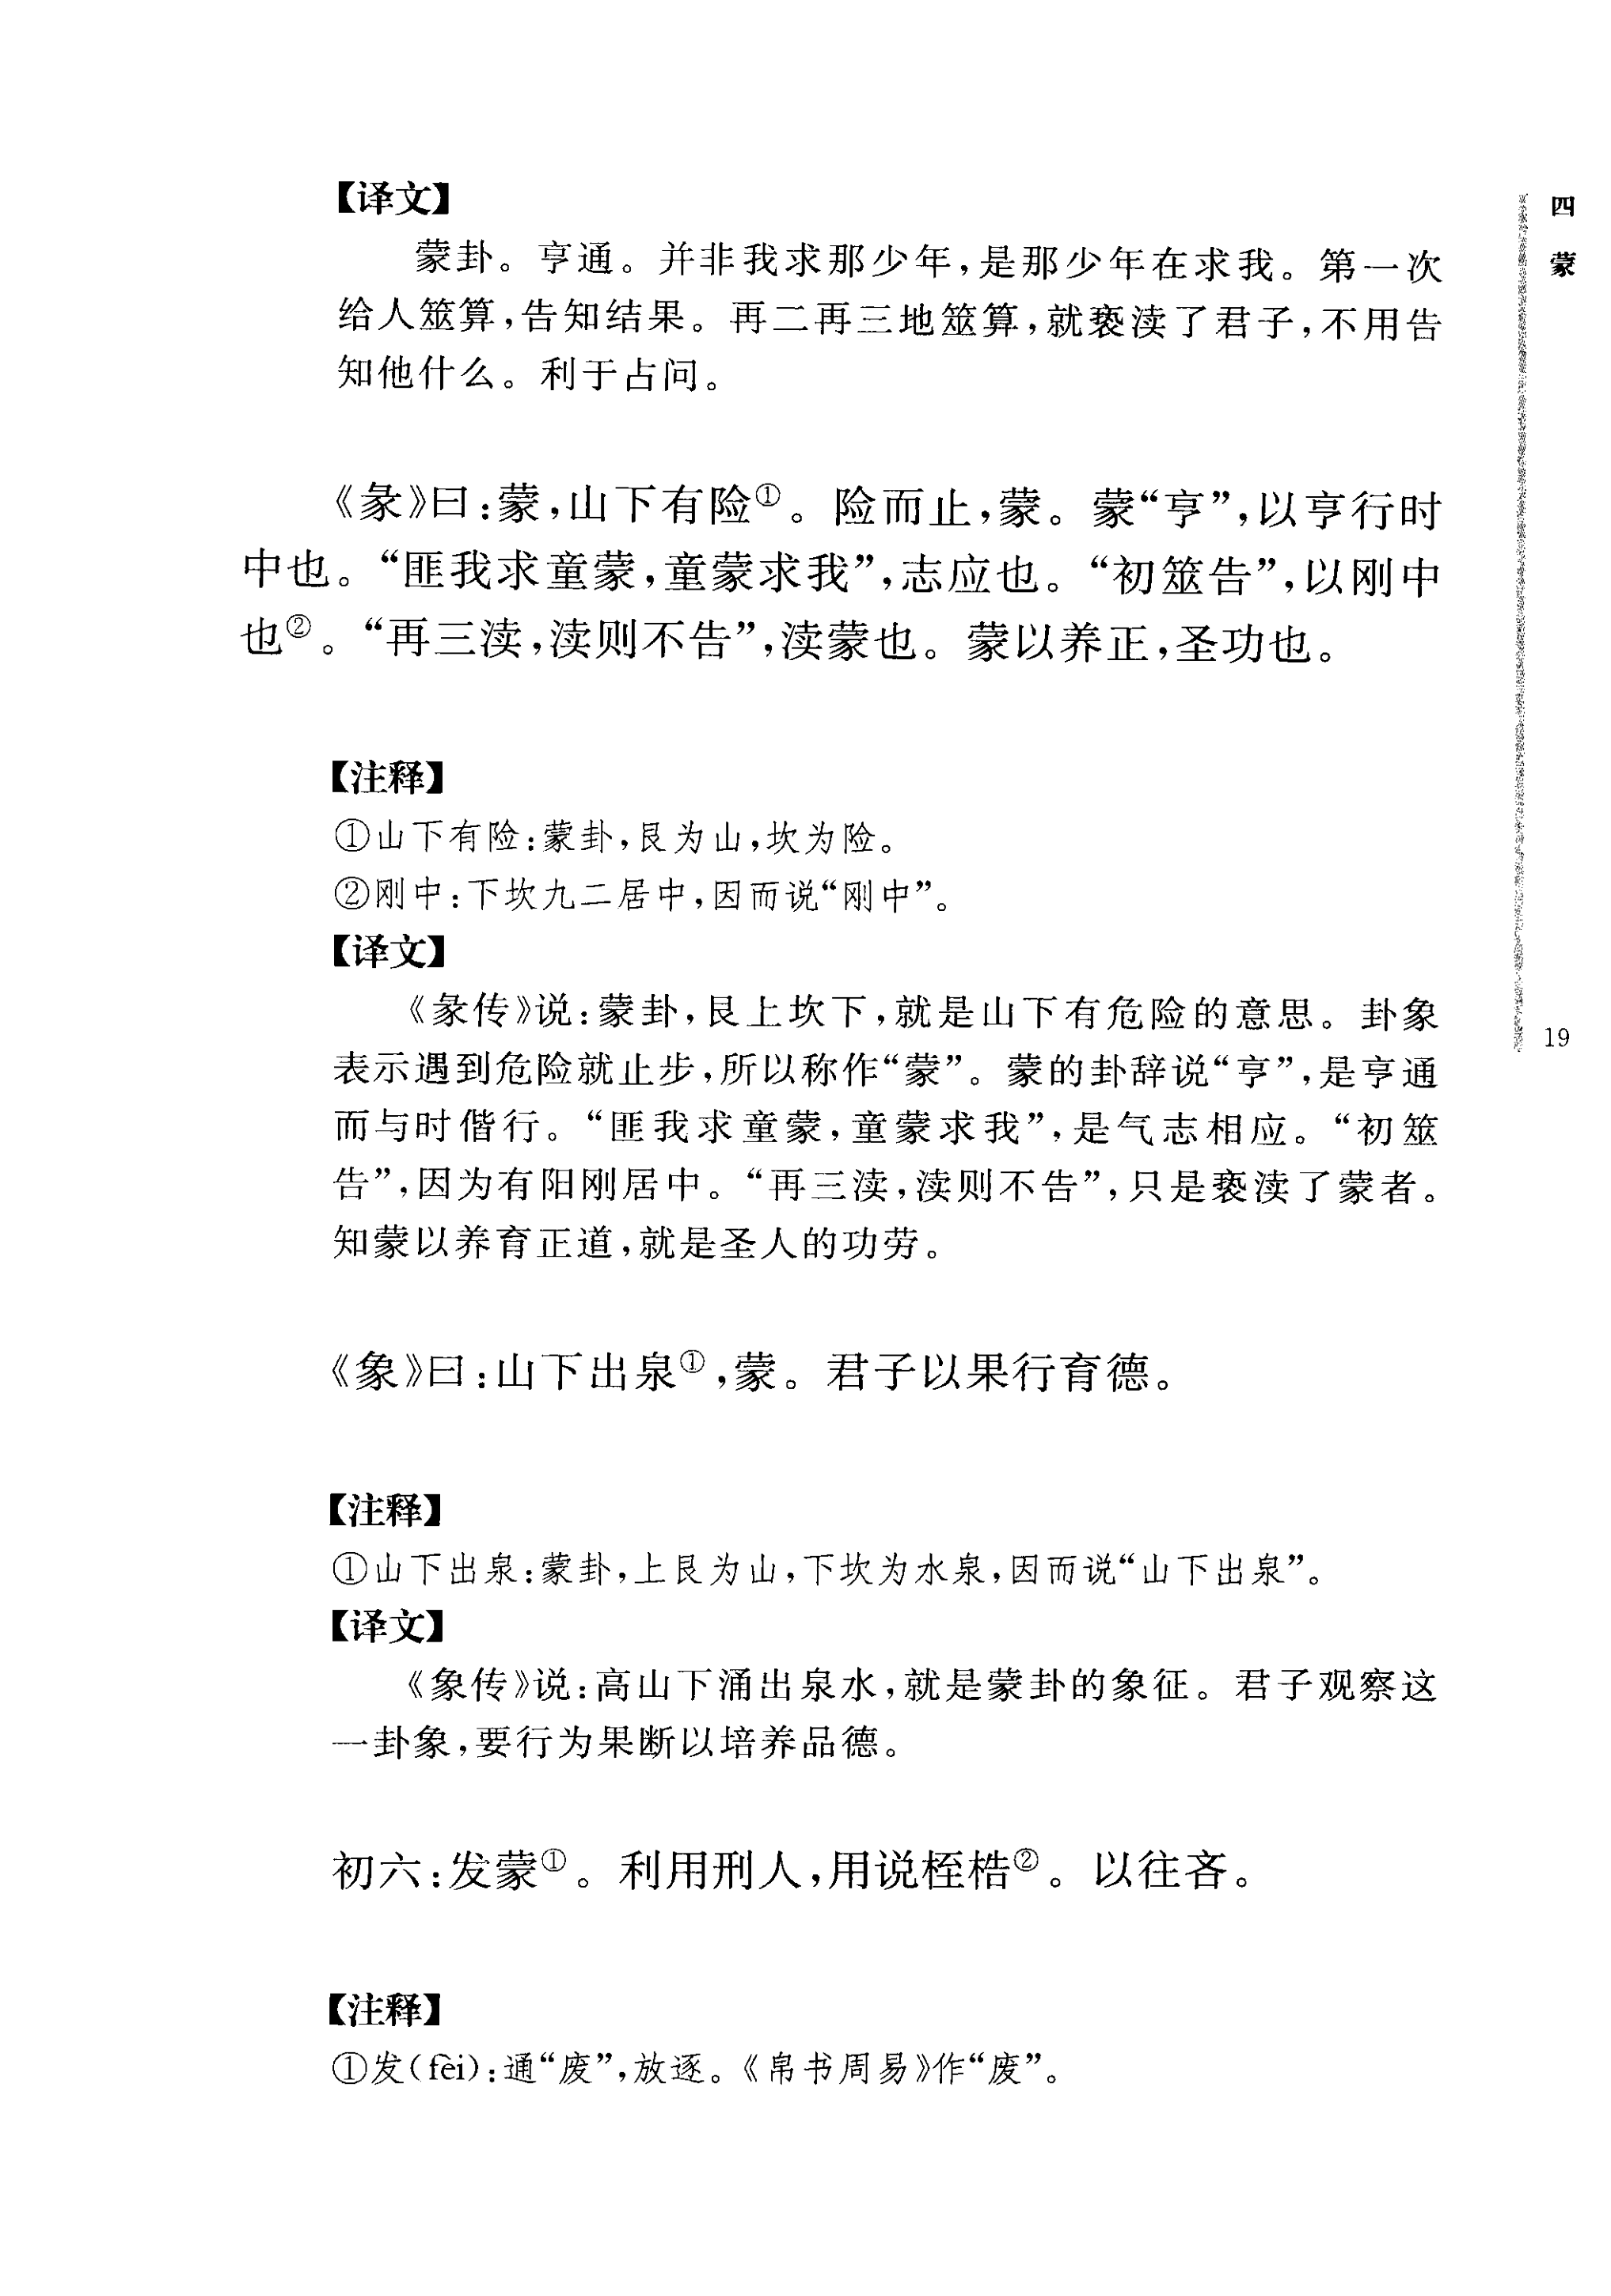 【译文】
蒙卦。亨通。并非我求那少年,是那少年在求我。第一次
给人筮算,告知结果。再二再三地筮算,就亵渎了君子,不用告
知他什么。利于占问。
《彖》曰:蒙,山下有险①。险而止,蒙。蒙“亨”,以亨行时
中也。“匪我求童蒙,童蒙求我”,志应也。“初筮告”,以刚中
也②。“再三渎,渎则不告”,渎蒙也。蒙以养正,圣功也。
【注释】
①山下有险:蒙卦,艮为山,坎为险。
②刚中:下坎九二居中,因而说“刚中”。
【译文】
《彖传》说:蒙卦,艮上坎下,就是山下有危险的意思。卦象
表示遇到危险就止步,所以称作“蒙”。蒙的卦辞说“亨”,是亨通
而与时偕行。“匪我求童蒙,童蒙求我”,是气志相应。“初筮
告”,因为有阳刚居中。“再三渎,渎则不告”,只是亵渎了蒙者。
知蒙以养育正道,就是圣人的功劳。
《象》曰:山下出泉①,蒙。君子以果行育德。
【注释】
①山下出泉:蒙卦,上艮为山,下坎为水泉,因而说“山下出泉”。
【译文】
《象传》说:高山下涌出泉水,就是蒙卦的象征。君子观察这
一卦象,要行为果断以培养品德。
初六:发蒙①。利用刑人,用说桎梏②。以往吝。
【注释】
①发(fèi):通“废”,放逐。《帛书周易》作“废”。
四 蒙
19